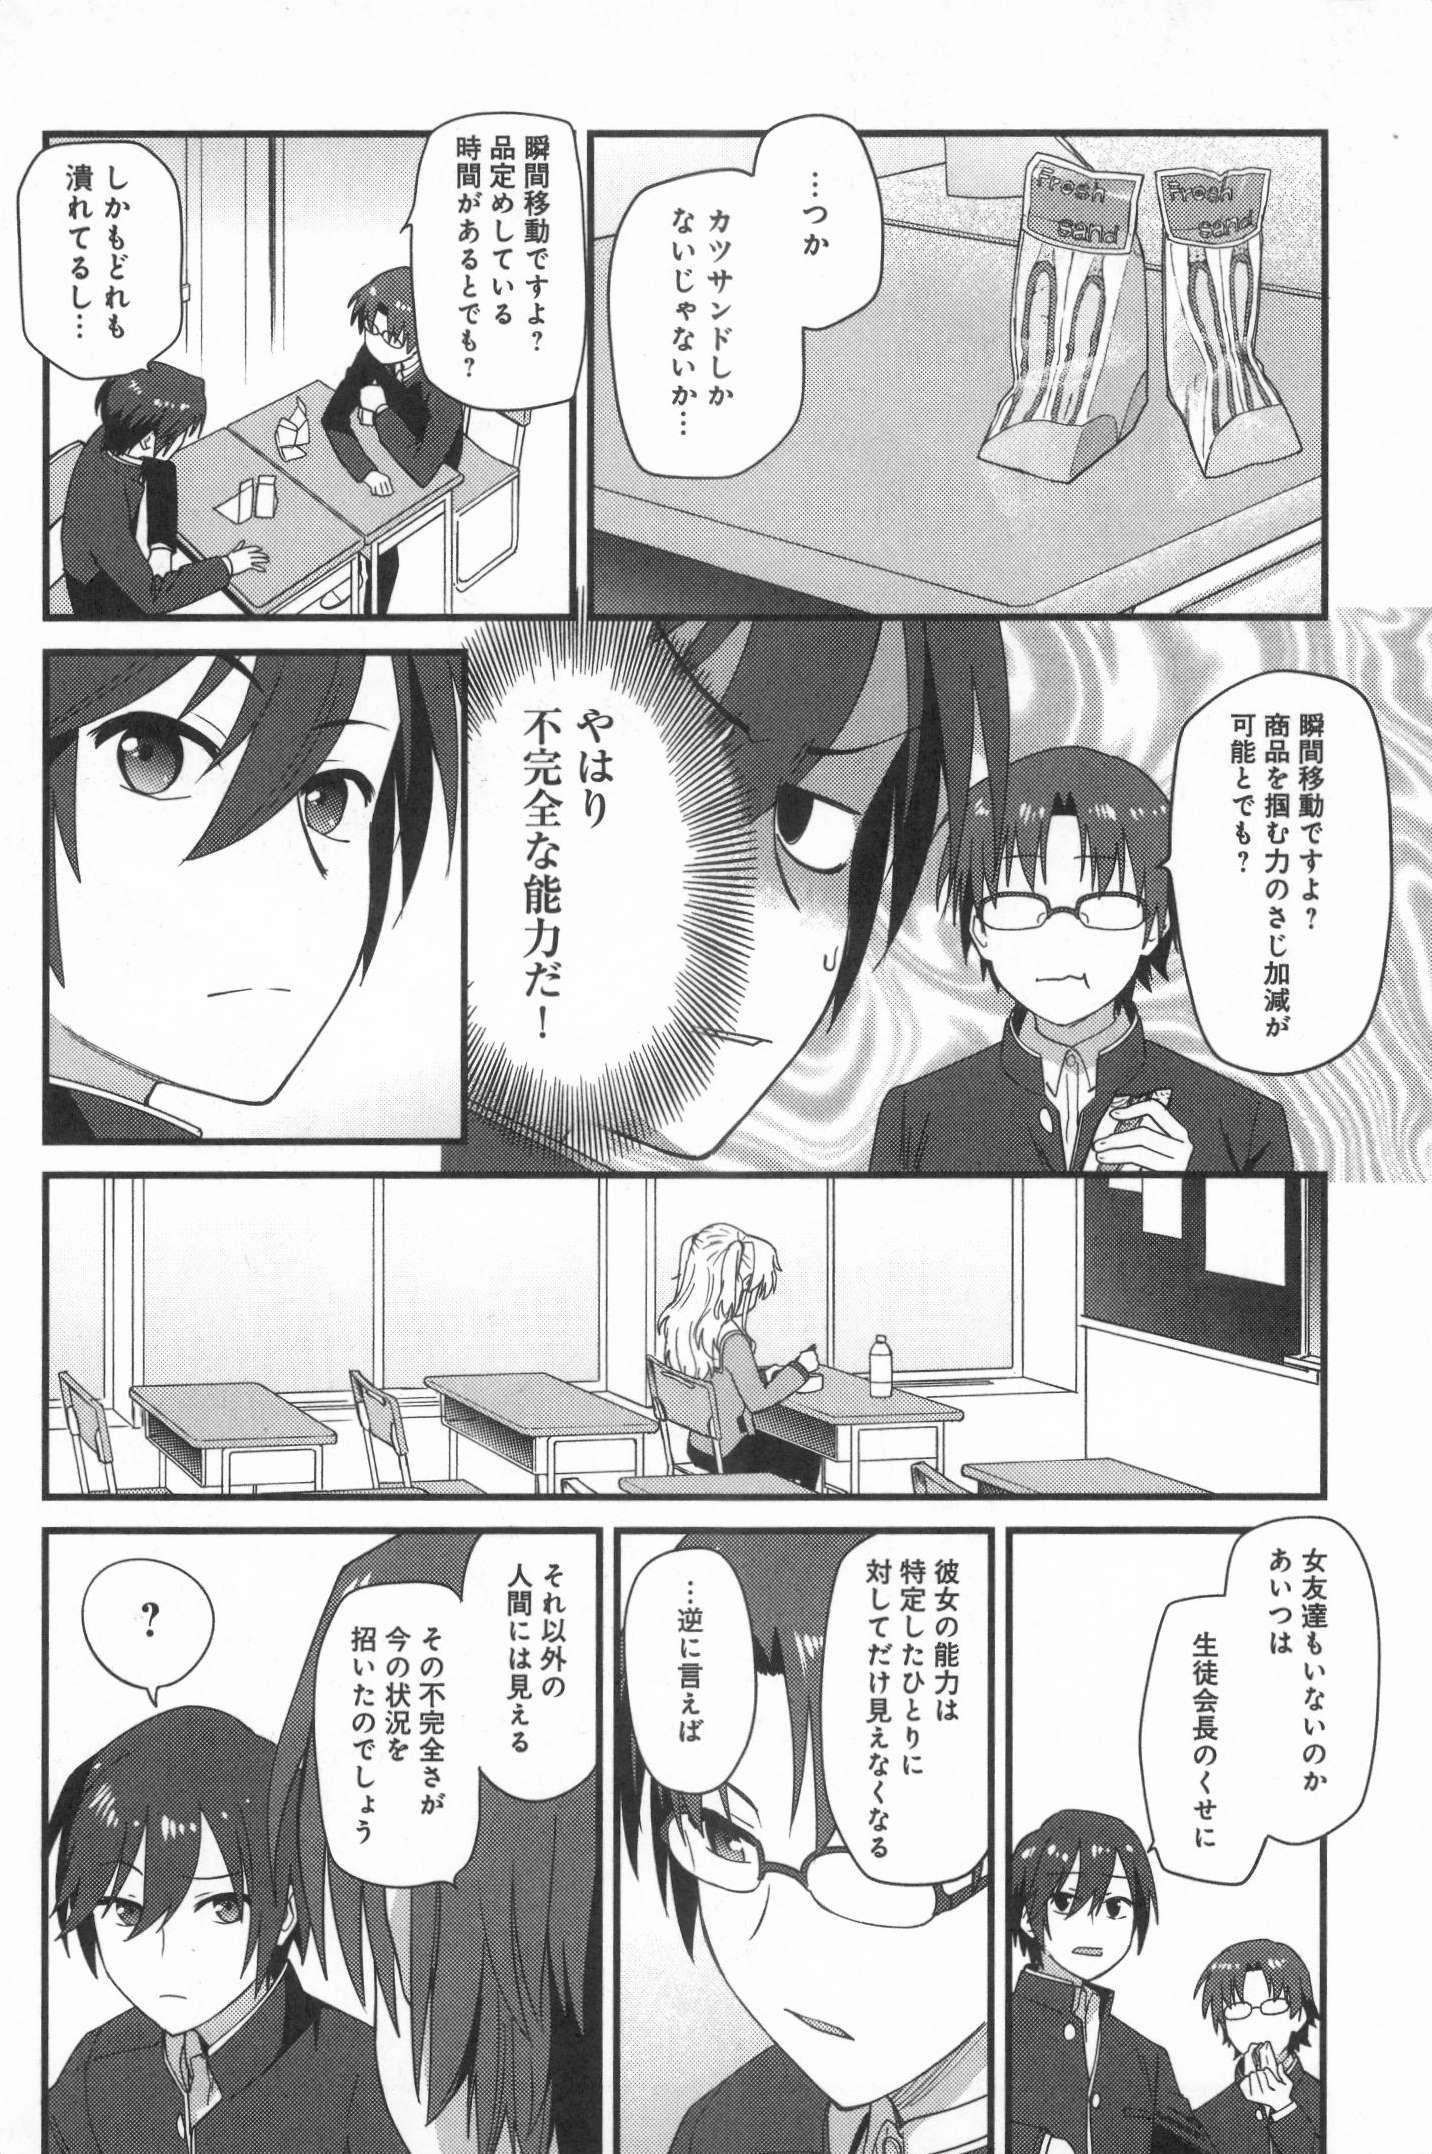 …つか
カツサンドしか
ないじゃないか…
Fresh
Sand
Fresh
Sand
瞬間移動ですよ？
品定めしている
時間があるとでも？
しかもどれも
潰れてるし…
瞬間移動ですよ？
商品を掴む力のさじ加減が
可能とでも？
やはり
不完全な能力だ！
女友達もいないのか
あいつは
生徒会長のくせに
彼女の能力は
特定したひとりに
対してだけ見えなくなる
…逆に言えば
それ以外の
人間には見える
その不完全さが
今の状況を
招いたのでしょう
？